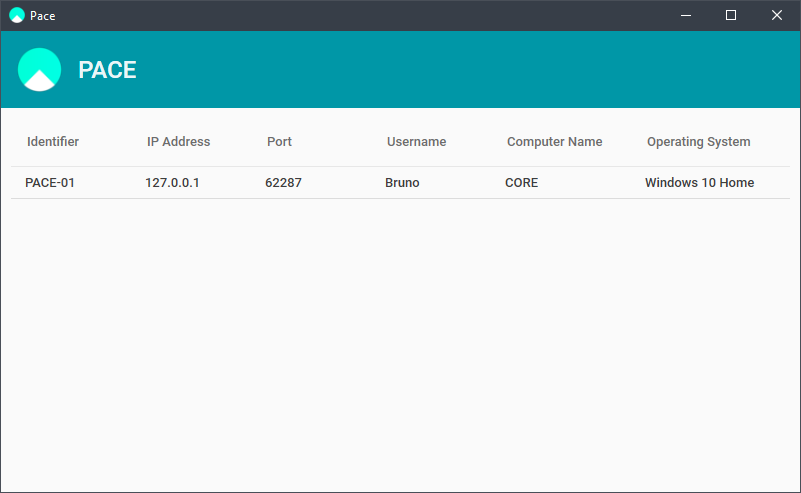 Pace
PACE
Identifier IP Address Port Username Computer Name Operating System
PACE-01 127.0.0.1 62287 Bruno CORE Windows 10 Home